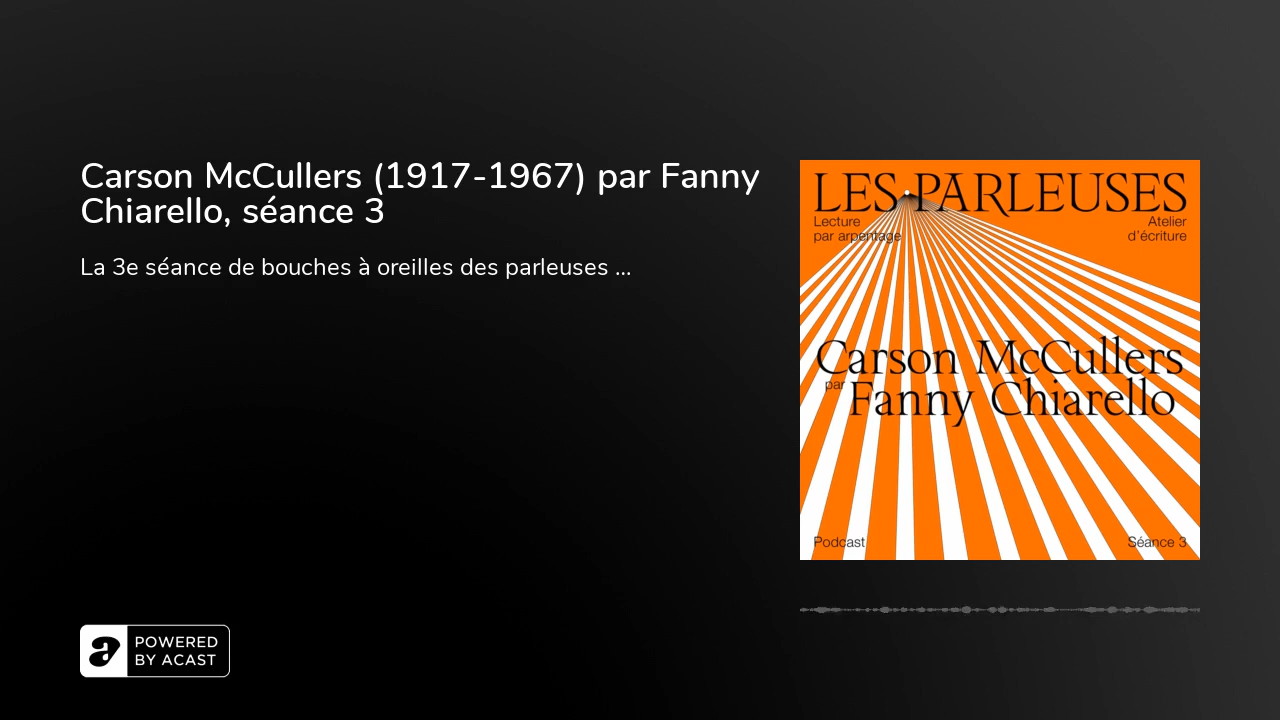 Carson McCullers (1917-1967) par Fanny
Chiarello, séance 3
La 3e séance de bouches à oreilles des parleuses ...
LES PARLEUSES
Lecture
par arpentage
Atelier
d'écriture
Carson McCullers
par
Fanny Chiarello
Podcast
Séance 3
a
POWERED
BY ACAST